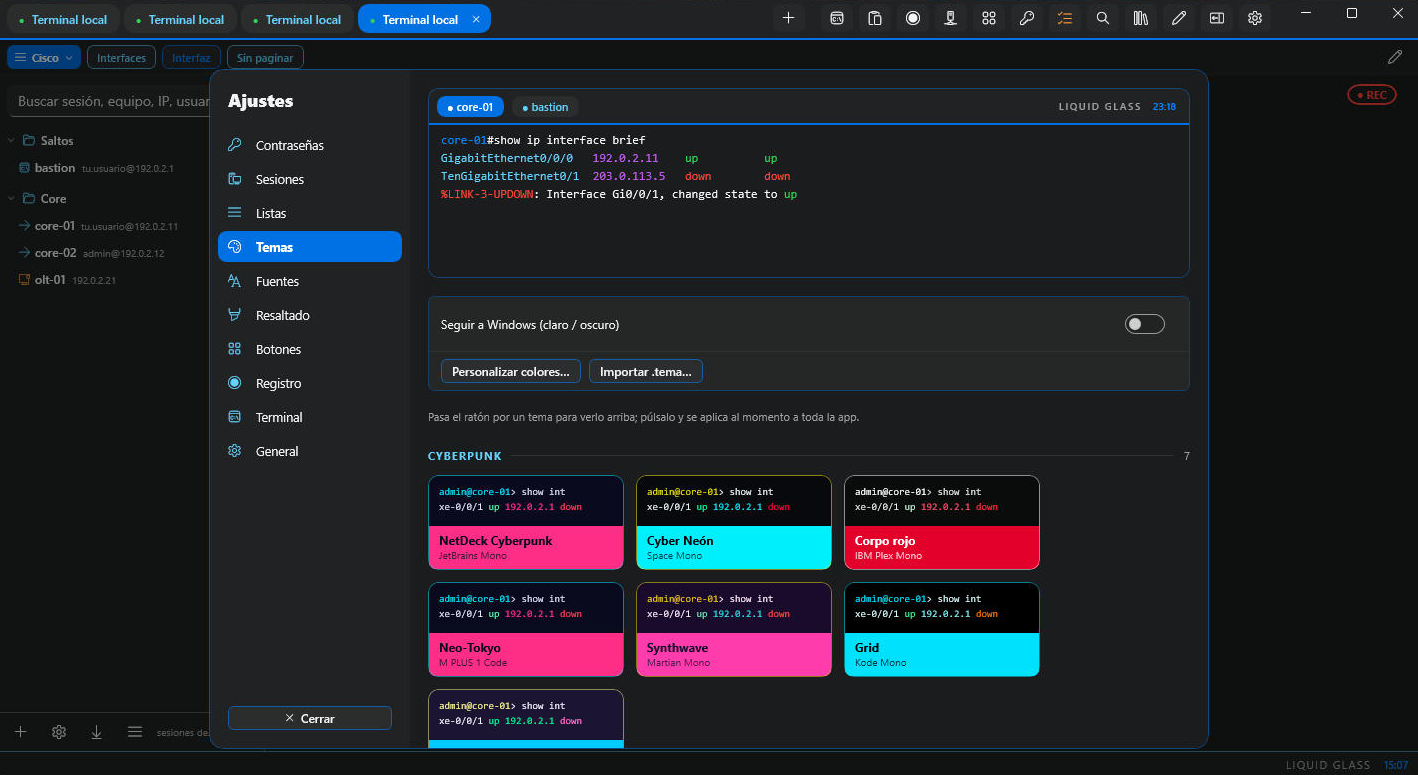 Terminal local
Terminal local
Terminal local
Terminal local
Cisco
Interfaces
Interfaz
Sin paginar
Buscar sesión, equipo, IP, usuar
REC
Saltos
bastion tu.usuario@192.0.2.1
Core
core-01 tu.usuario@192.0.2.11
core-02 admin@192.0.2.12
olt-01 192.0.2.21
sesiones de
Ajustes
Contraseñas
Sesiones
Listas
Temas
Fuentes
Resaltado
Botones
Registro
Terminal
General
Cerrar
core-01
bastion
LIQUID GLASS 23:18
core-01#show ip interface brief
GigabitEthernet0/0/0 192.0.2.11 up up
TenGigabitEthernet0/1 203.0.113.5 down down
%LINK-3-UPDOWN: Interface Gi0/0/1, changed state to up
Seguir a Windows (claro / oscuro)
Personalizar colores...
Importar .tema...
Pasa el ratón por un tema para verlo arriba; púlsalo y se aplica al momento a toda la app.
CYBERPUNK 7
admin@core-01> show int
xe-0/0/1 up 192.0.2.1 down
NetDeck Cyberpunk
JetBrains Mono
admin@core-01> show int
xe-0/0/1 up 192.0.2.1 down
Cyber Neón
Space Mono
admin@core-01> show int
xe-0/0/1 up 192.0.2.1 down
Corpo rojo
IBM Plex Mono
admin@core-01> show int
xe-0/0/1 up 192.0.2.1 down
Neo-Tokyo
M PLUS 1 Code
admin@core-01> show int
xe-0/0/1 up 192.0.2.1 down
Synthwave
Martian Mono
admin@core-01> show int
xe-0/0/1 up 192.0.2.1 down
Grid
Kode Mono
admin@core-01> show int
xe-0/0/1 up 192.0.2.1 down
LIQUID GLASS 15:07